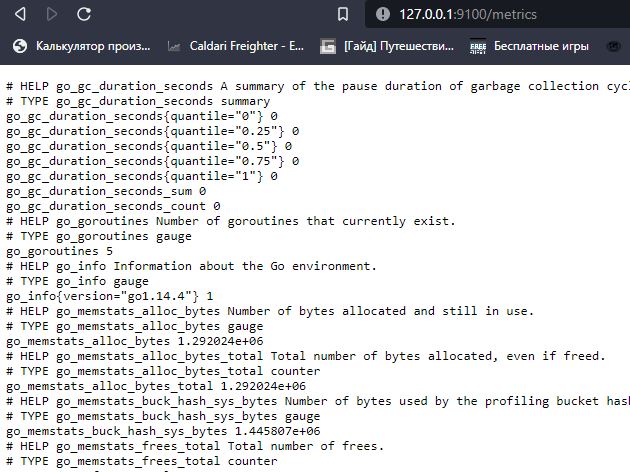 127.0.0.1:9100/metrics
Калькулятор произ... Caldari Freighter - E... [Гайд] Путешестви... FREE Бесплатные игры
# HELP go_gc_duration_seconds A summary of the pause duration of garbage collection cycl
# TYPE go_gc_duration_seconds summary
go_gc_duration_seconds{quantile="0"} 0
go_gc_duration_seconds{quantile="0.25"} 0
go_gc_duration_seconds{quantile="0.5"} 0
go_gc_duration_seconds{quantile="0.75"} 0
go_gc_duration_seconds{quantile="1"} 0
go_gc_duration_seconds_sum 0
go_gc_duration_seconds_count 0
# HELP go_goroutines Number of goroutines that currently exist.
# TYPE go_goroutines gauge
go_goroutines 5
# HELP go_info Information about the Go environment.
# TYPE go_info gauge
go_info{version="go1.14.4"} 1
# HELP go_memstats_alloc_bytes Number of bytes allocated and still in use.
# TYPE go_memstats_alloc_bytes gauge
go_memstats_alloc_bytes 1.292024e+06
# HELP go_memstats_alloc_bytes_total Total number of bytes allocated, even if freed.
# TYPE go_memstats_alloc_bytes_total counter
go_memstats_alloc_bytes_total 1.292024e+06
# HELP go_memstats_buck_hash_sys_bytes Number of bytes used by the profiling bucket hash
# TYPE go_memstats_buck_hash_sys_bytes gauge
go_memstats_buck_hash_sys_bytes 1.445807e+06
# HELP go_memstats_frees_total Total number of frees.
# TYPE go_memstats_frees_total counter